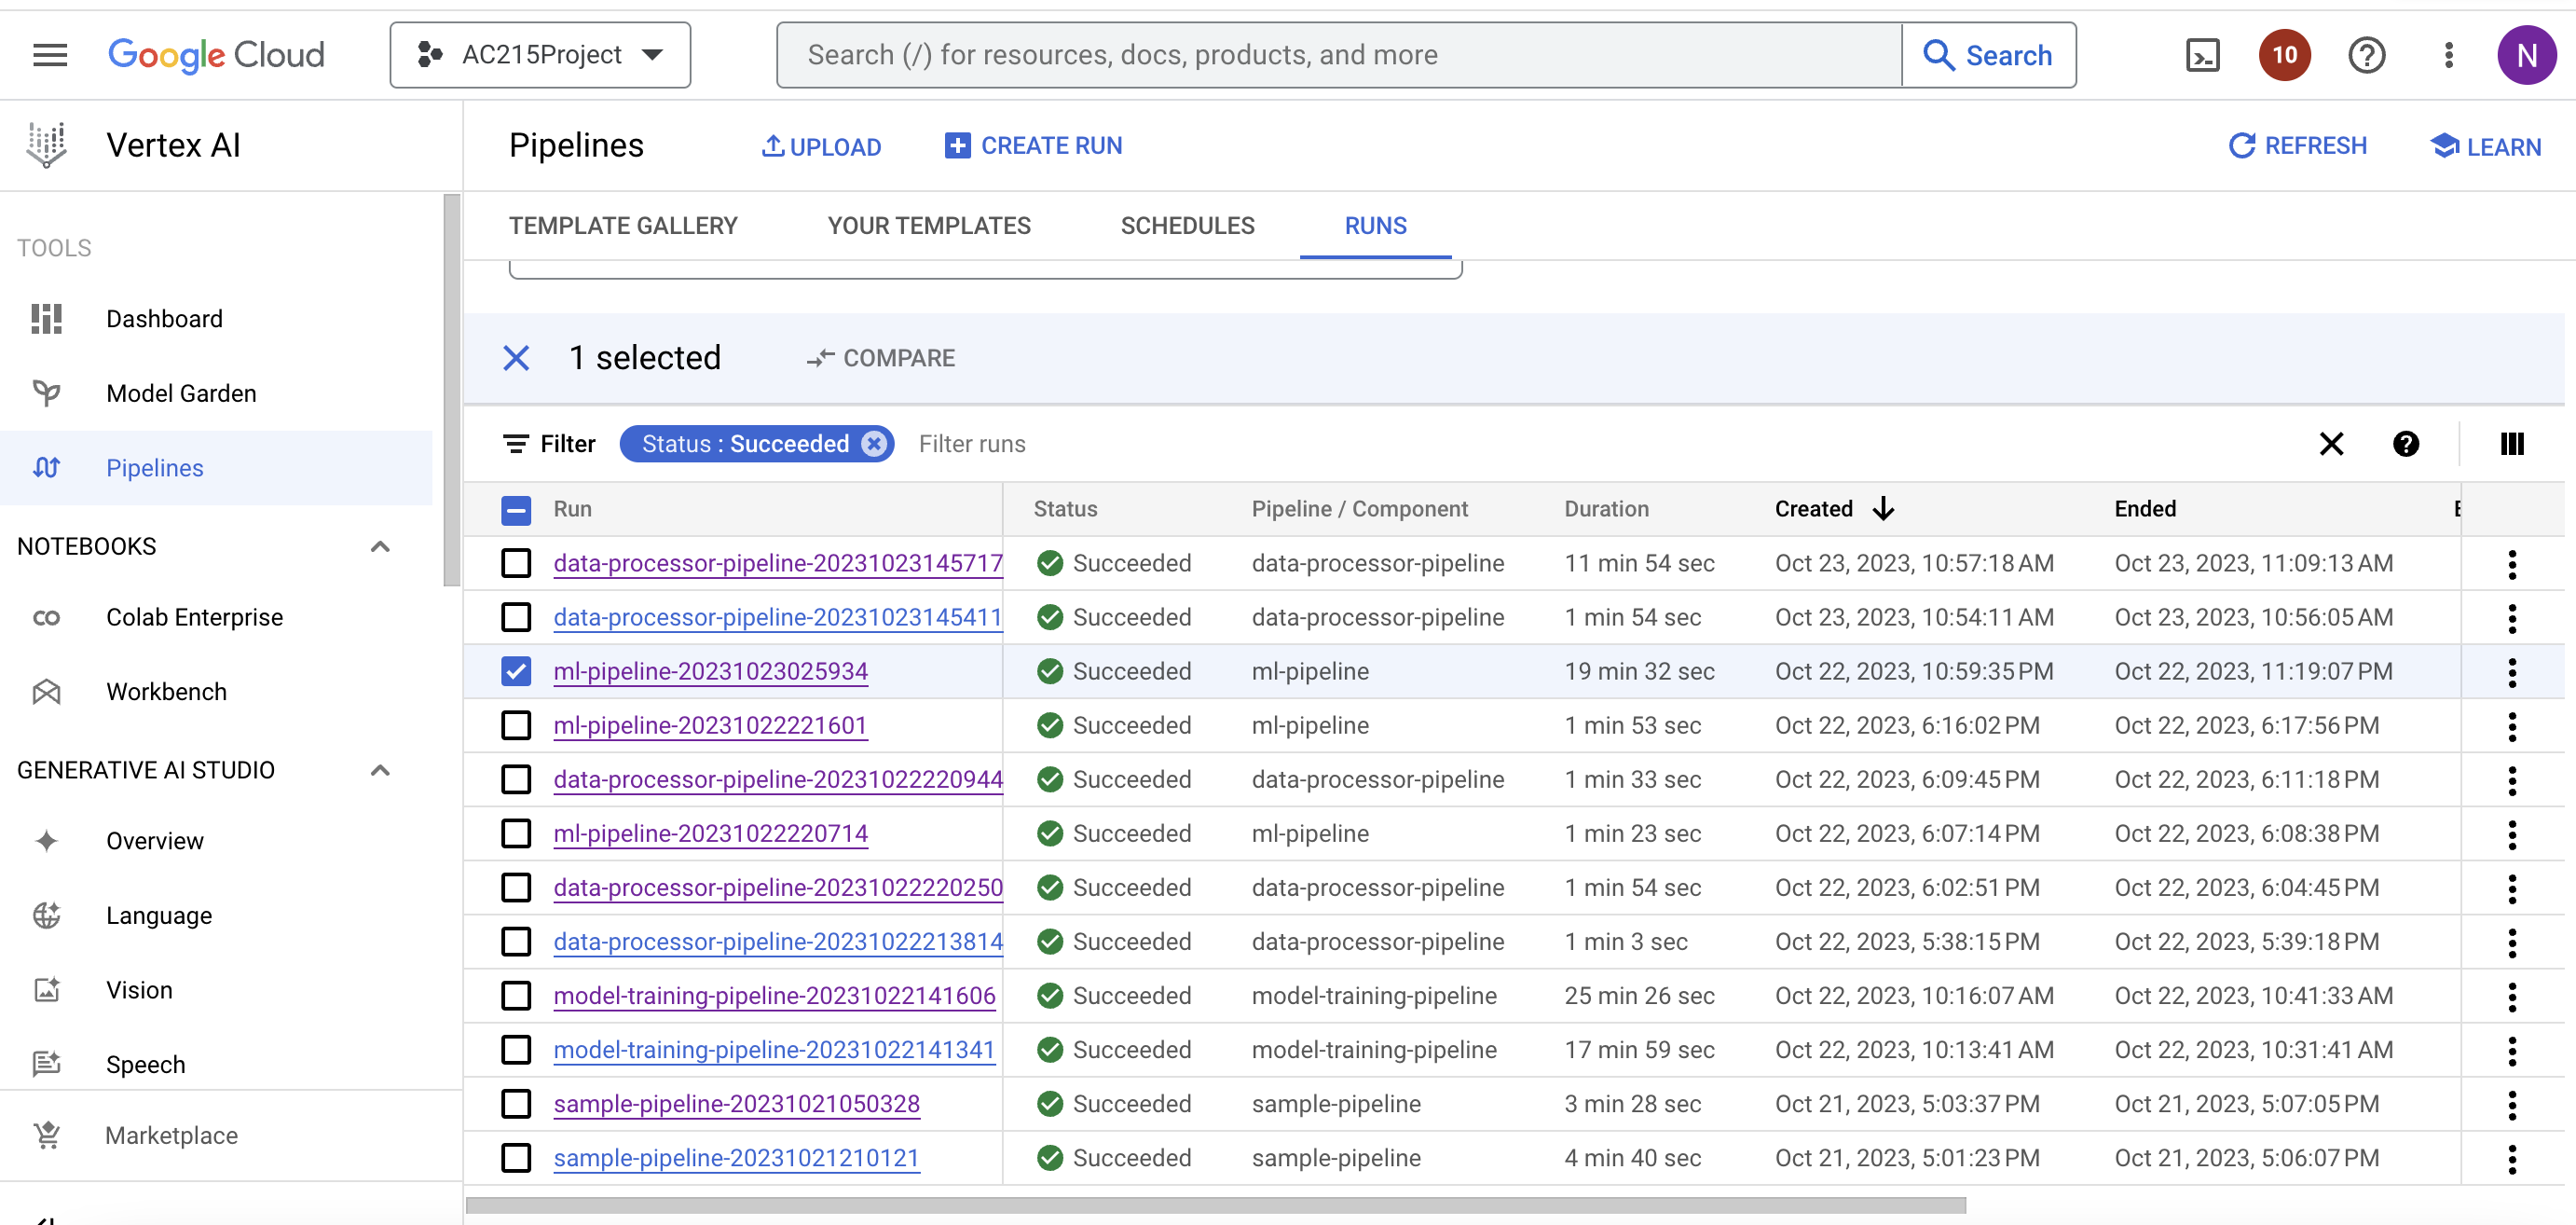 Google Cloud AC215Project Search (/) for resources, docs, products, and more Search 10 N
Vertex AI
Pipelines UPLOAD CREATE RUN REFRESH LEARN
TEMPLATE GALLERY YOUR TEMPLATES SCHEDULES RUNS
TOOLS
Dashboard
Model Garden
Pipelines
NOTEBOOKS
Colab Enterprise
Workbench
GENERATIVE AI STUDIO
Overview
Language
Vision
Speech
Marketplace
1 selected COMPARE
Filter Status : Succeeded Filter runs
Run Status Pipeline / Component Duration Created Ended
data-processor-pipeline-20231023145717 Succeeded data-processor-pipeline 11 min 54 sec Oct 23, 2023, 10:57:18 AM Oct 23, 2023, 11:09:13 AM
data-processor-pipeline-20231023145411 Succeeded data-processor-pipeline 1 min 54 sec Oct 23, 2023, 10:54:11 AM Oct 23, 2023, 10:56:05 AM
ml-pipeline-20231023025934 Succeeded ml-pipeline 19 min 32 sec Oct 22, 2023, 10:59:35 PM Oct 22, 2023, 11:19:07 PM
ml-pipeline-20231022221601 Succeeded ml-pipeline 1 min 53 sec Oct 22, 2023, 6:16:02 PM Oct 22, 2023, 6:17:56 PM
data-processor-pipeline-20231022220944 Succeeded data-processor-pipeline 1 min 33 sec Oct 22, 2023, 6:09:45 PM Oct 22, 2023, 6:11:18 PM
ml-pipeline-20231022220714 Succeeded ml-pipeline 1 min 23 sec Oct 22, 2023, 6:07:14 PM Oct 22, 2023, 6:08:38 PM
data-processor-pipeline-20231022220250 Succeeded data-processor-pipeline 1 min 54 sec Oct 22, 2023, 6:02:51 PM Oct 22, 2023, 6:04:45 PM
data-processor-pipeline-20231022213814 Succeeded data-processor-pipeline 1 min 3 sec Oct 22, 2023, 5:38:15 PM Oct 22, 2023, 5:39:18 PM
model-training-pipeline-20231022141606 Succeeded model-training-pipeline 25 min 26 sec Oct 22, 2023, 10:16:07 AM Oct 22, 2023, 10:41:33 AM
model-training-pipeline-20231022141341 Succeeded model-training-pipeline 17 min 59 sec Oct 22, 2023, 10:13:41 AM Oct 22, 2023, 10:31:41 AM
sample-pipeline-20231021050328 Succeeded sample-pipeline 3 min 28 sec Oct 21, 2023, 5:03:37 PM Oct 21, 2023, 5:07:05 PM
sample-pipeline-20231021210121 Succeeded sample-pipeline 4 min 40 sec Oct 21, 2023, 5:01:23 PM Oct 21, 2023, 5:06:07 PM